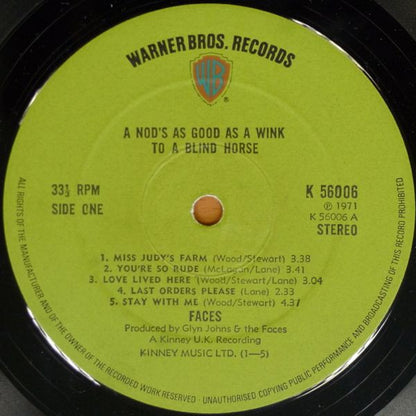 WARNER BROS. RECORDS
WB
®
A NOD'S AS GOOD AS A WINK
TO A BLIND HORSE
33⅓ RPM
SIDE ONE
K 56006
℗ 1971
K 56006 A
STEREO
1. MISS JUDY'S FARM (Wood/Stewart) 3.38
2. YOU'RE SO RUDE (McLagan/Lane) 3.41
3. LOVE LIVED HERE (Wood/Stewart/Lane) 3.04
4. LAST ORDERS PLEASE (Lane) 2.33
5. STAY WITH ME (Wood/Stewart) 4.37
FACES
Produced by Glyn Johns & the Faces
A Kinney U.K. Recording
KINNEY MUSIC LTD. (1—5)
ALL RIGHTS OF THE MANUFACTURER AND OF THE OWNER OF THE RECORDED WORK RESERVED - UNAUTHORISED COPYING PUBLIC PERFORMANCE AND BROADCASTING OF THIS RECORD PROHIBITED